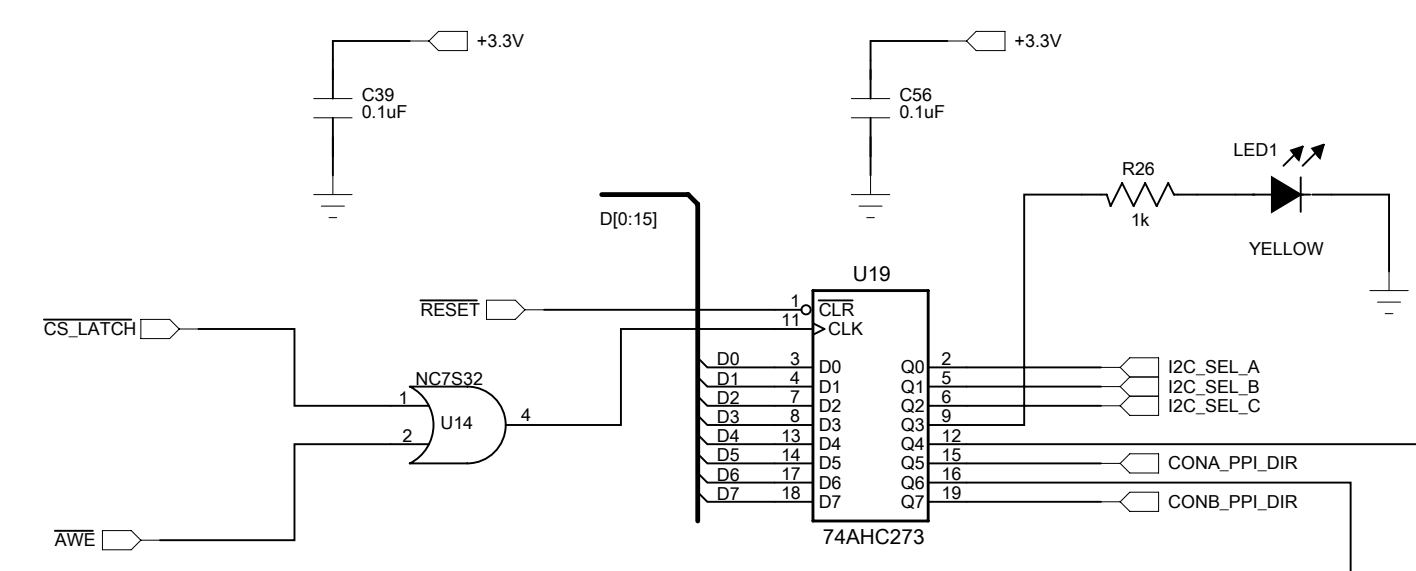 +3.3V
+3.3V
C39
0.1uF
C56
0.1uF
LED1
R26
1k
D[0:15]
YELLOW
U19
RESET
1
CLR
CS_LATCH
11
CLK
NC7S32
1
U14
4
2
AWE
D0 3 D0 Q0 2 I2C_SEL_A
D1 4 D1 Q1 5 I2C_SEL_B
D2 7 D2 Q2 6 I2C_SEL_C
D3 8 D3 Q3 9
D4 13 D4 Q4 12
D5 14 D5 Q5 15 CONA_PPI_DIR
D6 17 D6 Q6 16
D7 18 D7 Q7 19 CONB_PPI_DIR
74AHC273